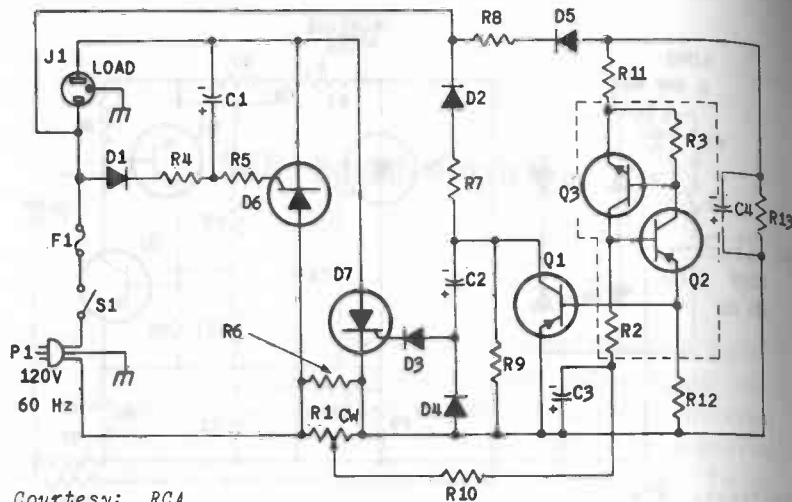 R8
D5
J1
LOAD
R11
C1
D2
R3
D1
R4
R5
R7
Q3
C4
R13
D6
F1
D7
Q1
Q2
C2
S1
R6
R2
P1
D3
R9
120V
D4
C3
60 Hz
R1
CW
R12
R10
Courtesy: RCA